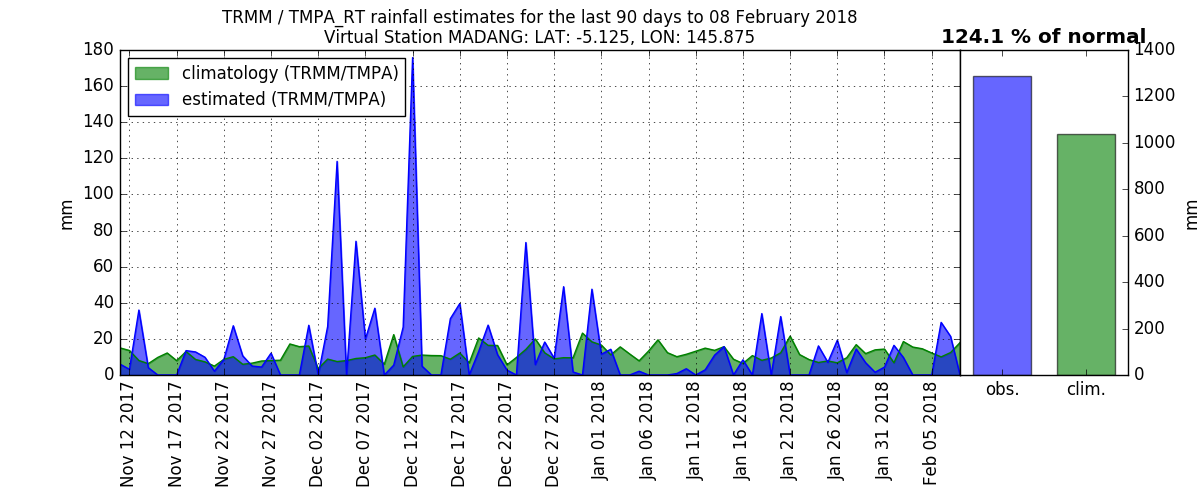 TRMM / TMPA_RT rainfall estimates for the last 90 days to 08 February 2018
Virtual Station MADANG: LAT: -5.125, LON: 145.875
124.1 % of normal
climatology (TRMM/TMPA)
estimated (TRMM/TMPA)
180
160
140
120
100
80
60
40
20
0
mm
1400
1200
1000
800
600
400
200
0
mm
obs.
clim.
Nov 12 2017
Nov 17 2017
Nov 22 2017
Nov 27 2017
Dec 02 2017
Dec 07 2017
Dec 12 2017
Dec 17 2017
Dec 22 2017
Dec 27 2017
Jan 01 2018
Jan 06 2018
Jan 11 2018
Jan 16 2018
Jan 21 2018
Jan 26 2018
Jan 31 2018
Feb 05 2018